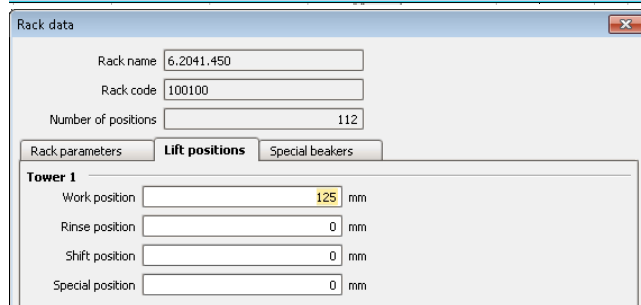 Rack data
Rack name 6.2041.450
Rack code 100100
Number of positions 112
Rack parameters Lift positions Special beakers
Tower 1
Work position 125 mm
Rinse position 0 mm
Shift position 0 mm
Special position 0 mm